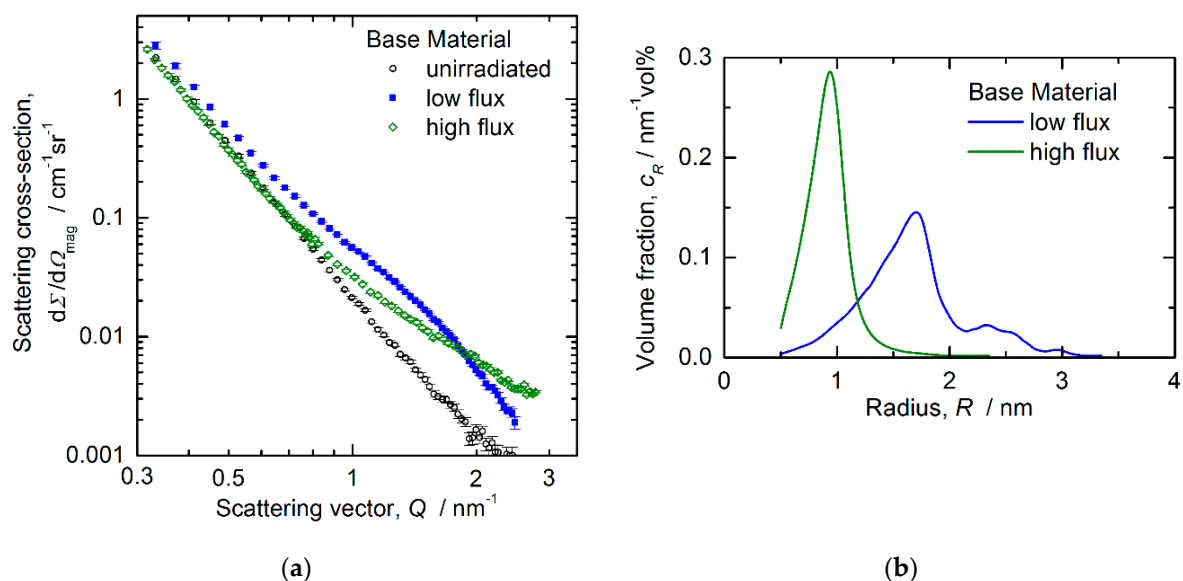 Scattering cross-section,
dΣ/dΩmag / cm-1sr-1
1
0.1
0.01
0.001
Base Material
unirradiated
low flux
high flux
0.3
0.5
1
2
3
Scattering vector, Q / nm-1
(a)
Volume fraction, cR / nm-1vol%
0.3
0.2
0.1
0.0
Base Material
low flux
high flux
0
1
2
3
4
Radius, R / nm
(b)